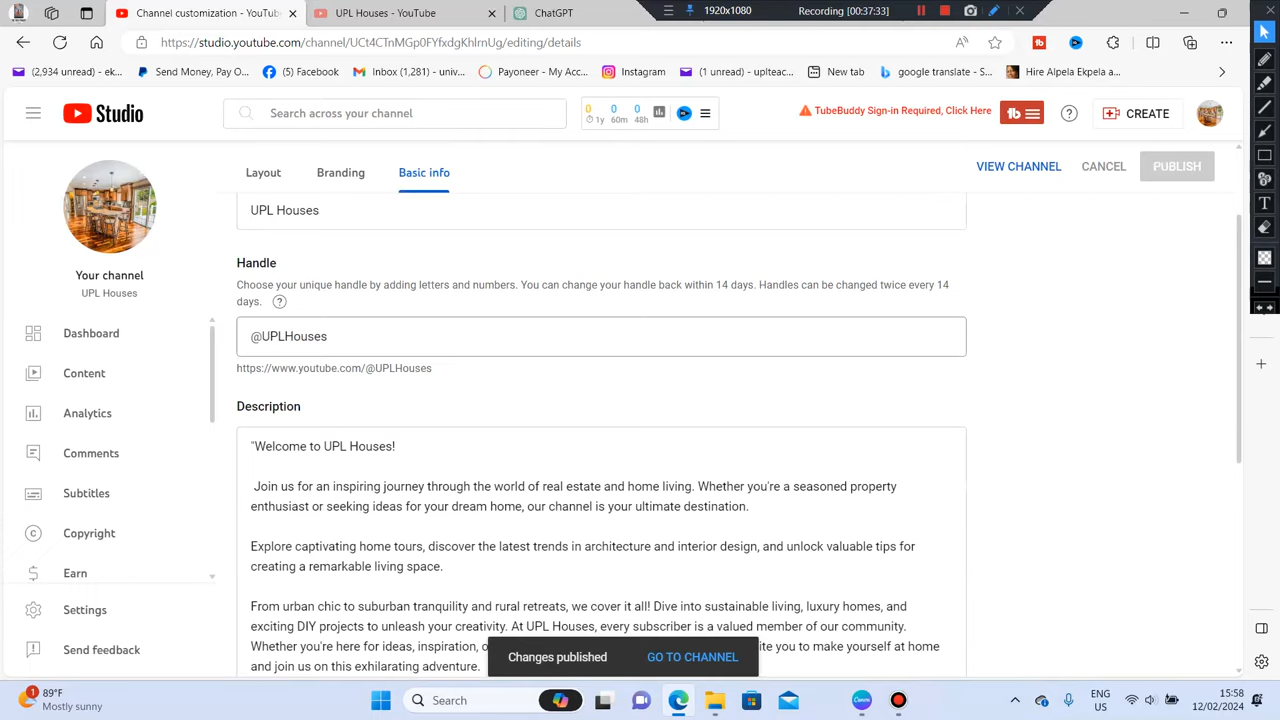 Channel customization - YouTub
UPL Houses - YouTube
ChatGPT
1920x1080
Recording [00:37:33]
https://studio.youtube.com/channel/UCt4CTnMGp0FYfxdgKhlrnUg/editing/details
(2,934 unread) - ek...
Send Money, Pay O...
(5) Facebook
Inbox (1,281) - univ...
Payoneer - Account...
Instagram
(1 unread) - uplteac...
New tab
google translate - S...
Hire Alpela Ekpela a...
Studio
Search across your channel
0 0 0
1y 60m 48h
TubeBuddy Sign-in Required, Click Here
tb
CREATE
Layout
Branding
Basic info
VIEW CHANNEL
CANCEL
PUBLISH
Your channel
UPL Houses
Dashboard
Content
Analytics
Comments
Subtitles
Copyright
Earn
Settings
Send feedback
UPL Houses
Handle
Choose your unique handle by adding letters and numbers. You can change your handle back within 14 days. Handles can be changed twice every 14
days.
@UPLHouses
https://www.youtube.com/@UPLHouses
Description
"Welcome to UPL Houses!
Join us for an inspiring journey through the world of real estate and home living. Whether you're a seasoned property
enthusiast or seeking ideas for your dream home, our channel is your ultimate destination.
Explore captivating home tours, discover the latest trends in architecture and interior design, and unlock valuable tips for
creating a remarkable living space.
From urban chic to suburban tranquility and rural retreats, we cover it all! Dive into sustainable living, luxury homes, and
exciting DIY projects to unleash your creativity. At UPL Houses, every subscriber is a valued member of our community.
Whether you're here for ideas, inspiration, o ite you to make yourself at home
and join us on this exhilarating adventure.
Changes published
GO TO CHANNEL
1
89°F
Mostly sunny
Search
ENG
US
15:58
12/02/2024